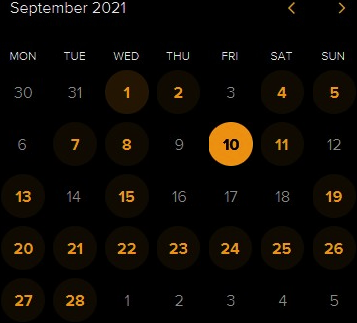 September 2021
MON TUE WED THU FRI SAT SUN
30 31 1 2 3 4 5
6 7 8 9 10 11 12
13 14 15 16 17 18 19
20 21 22 23 24 25 26
27 28 1 2 3 4 5